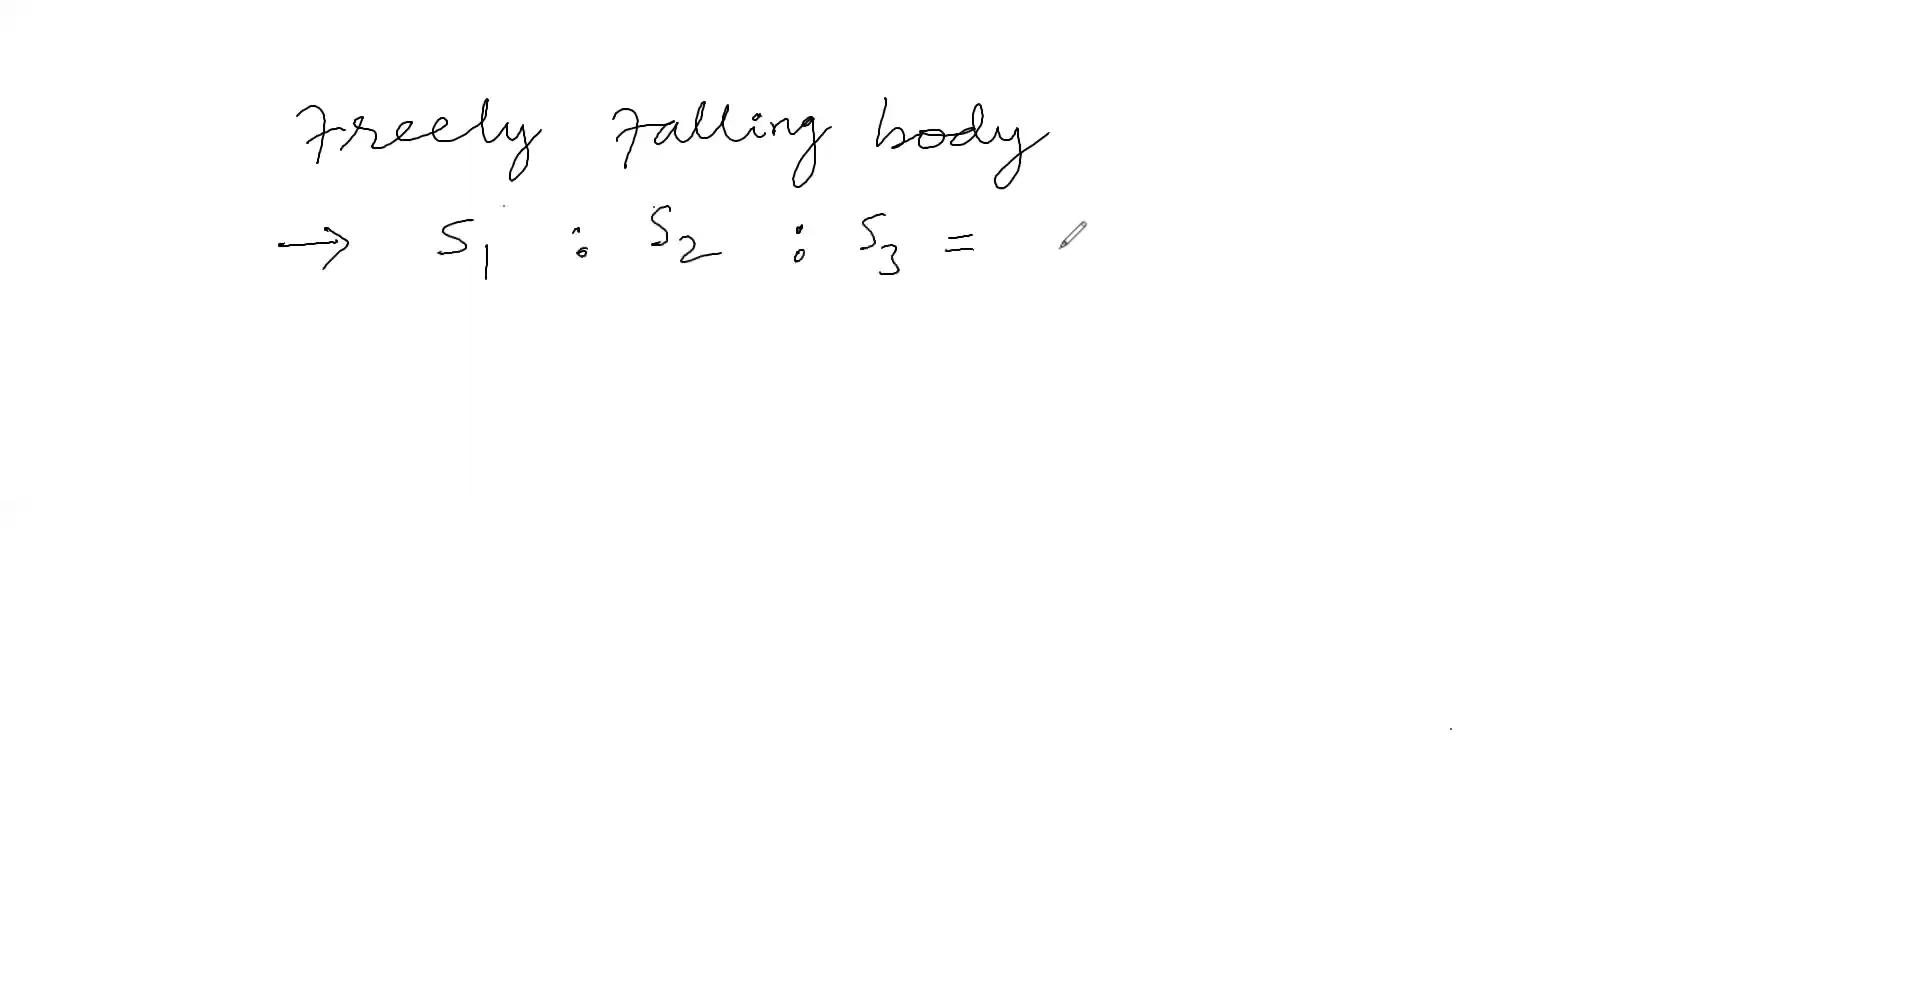 Freely Falling body
→ S₁ : S₂ : S₃ =